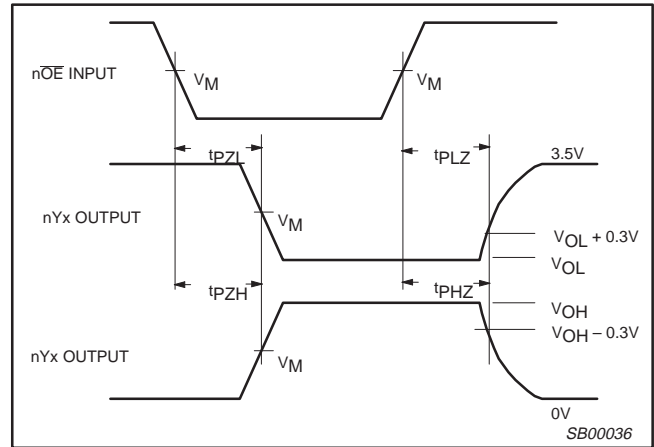 nOE INPUT
VM
VM
tPZL
tPLZ
3.5V
nYx OUTPUT
VM
VOL + 0.3V
VOL
tPZH
tPHZ
VOH
VOH – 0.3V
nYx OUTPUT
VM
0V
SB00036